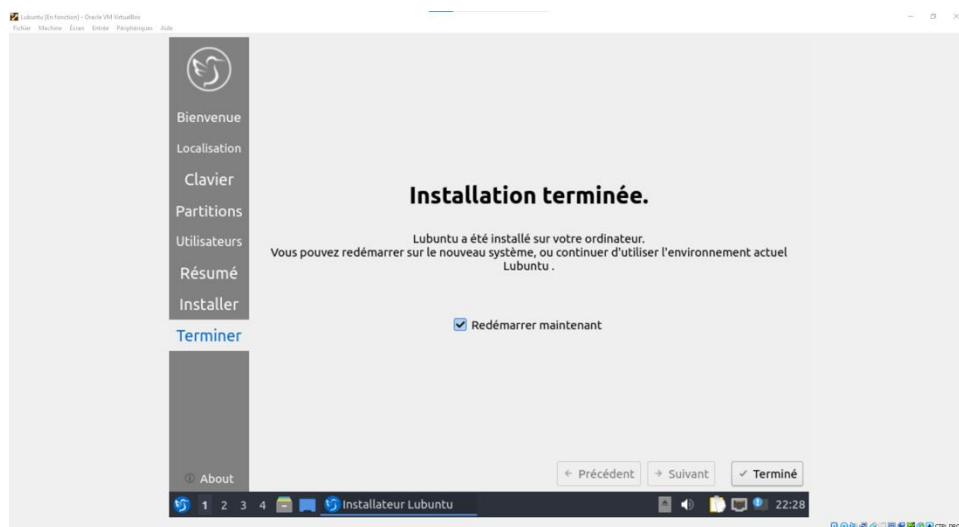 Lubuntu [En fonction] - Oracle VM VirtualBox
Fichier Machine Écran Entrée Périphériques Aide
Bienvenue
Localisation
Clavier
Partitions
Utilisateurs
Résumé
Installer
Terminer
About
Installation terminée.
Lubuntu a été installé sur votre ordinateur.
Vous pouvez redémarrer sur le nouveau système, ou continuer d'utiliser l'environnement actuel
Lubuntu .
Redémarrer maintenant
Précédent
Suivant
Terminé
1 2 3 4 Installateur Lubuntu 22:28